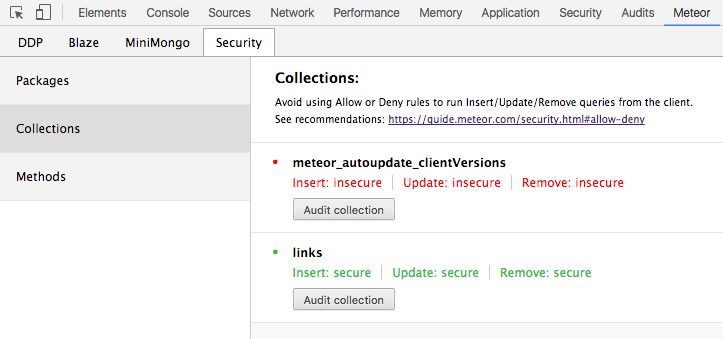 Elements Console Sources Network Performance Memory Application Security Audits Meteor
DDP Blaze MiniMongo Security
Packages
Collections
Methods
Collections:
Avoid using Allow or Deny rules to run Insert/Update/Remove queries from the client.
See recommendations: https://guide.meteor.com/security.html#allow-deny
meteor_autoupdate_clientVersions
Insert: insecure Update: insecure Remove: insecure
Audit collection
links
Insert: secure Update: secure Remove: secure
Audit collection